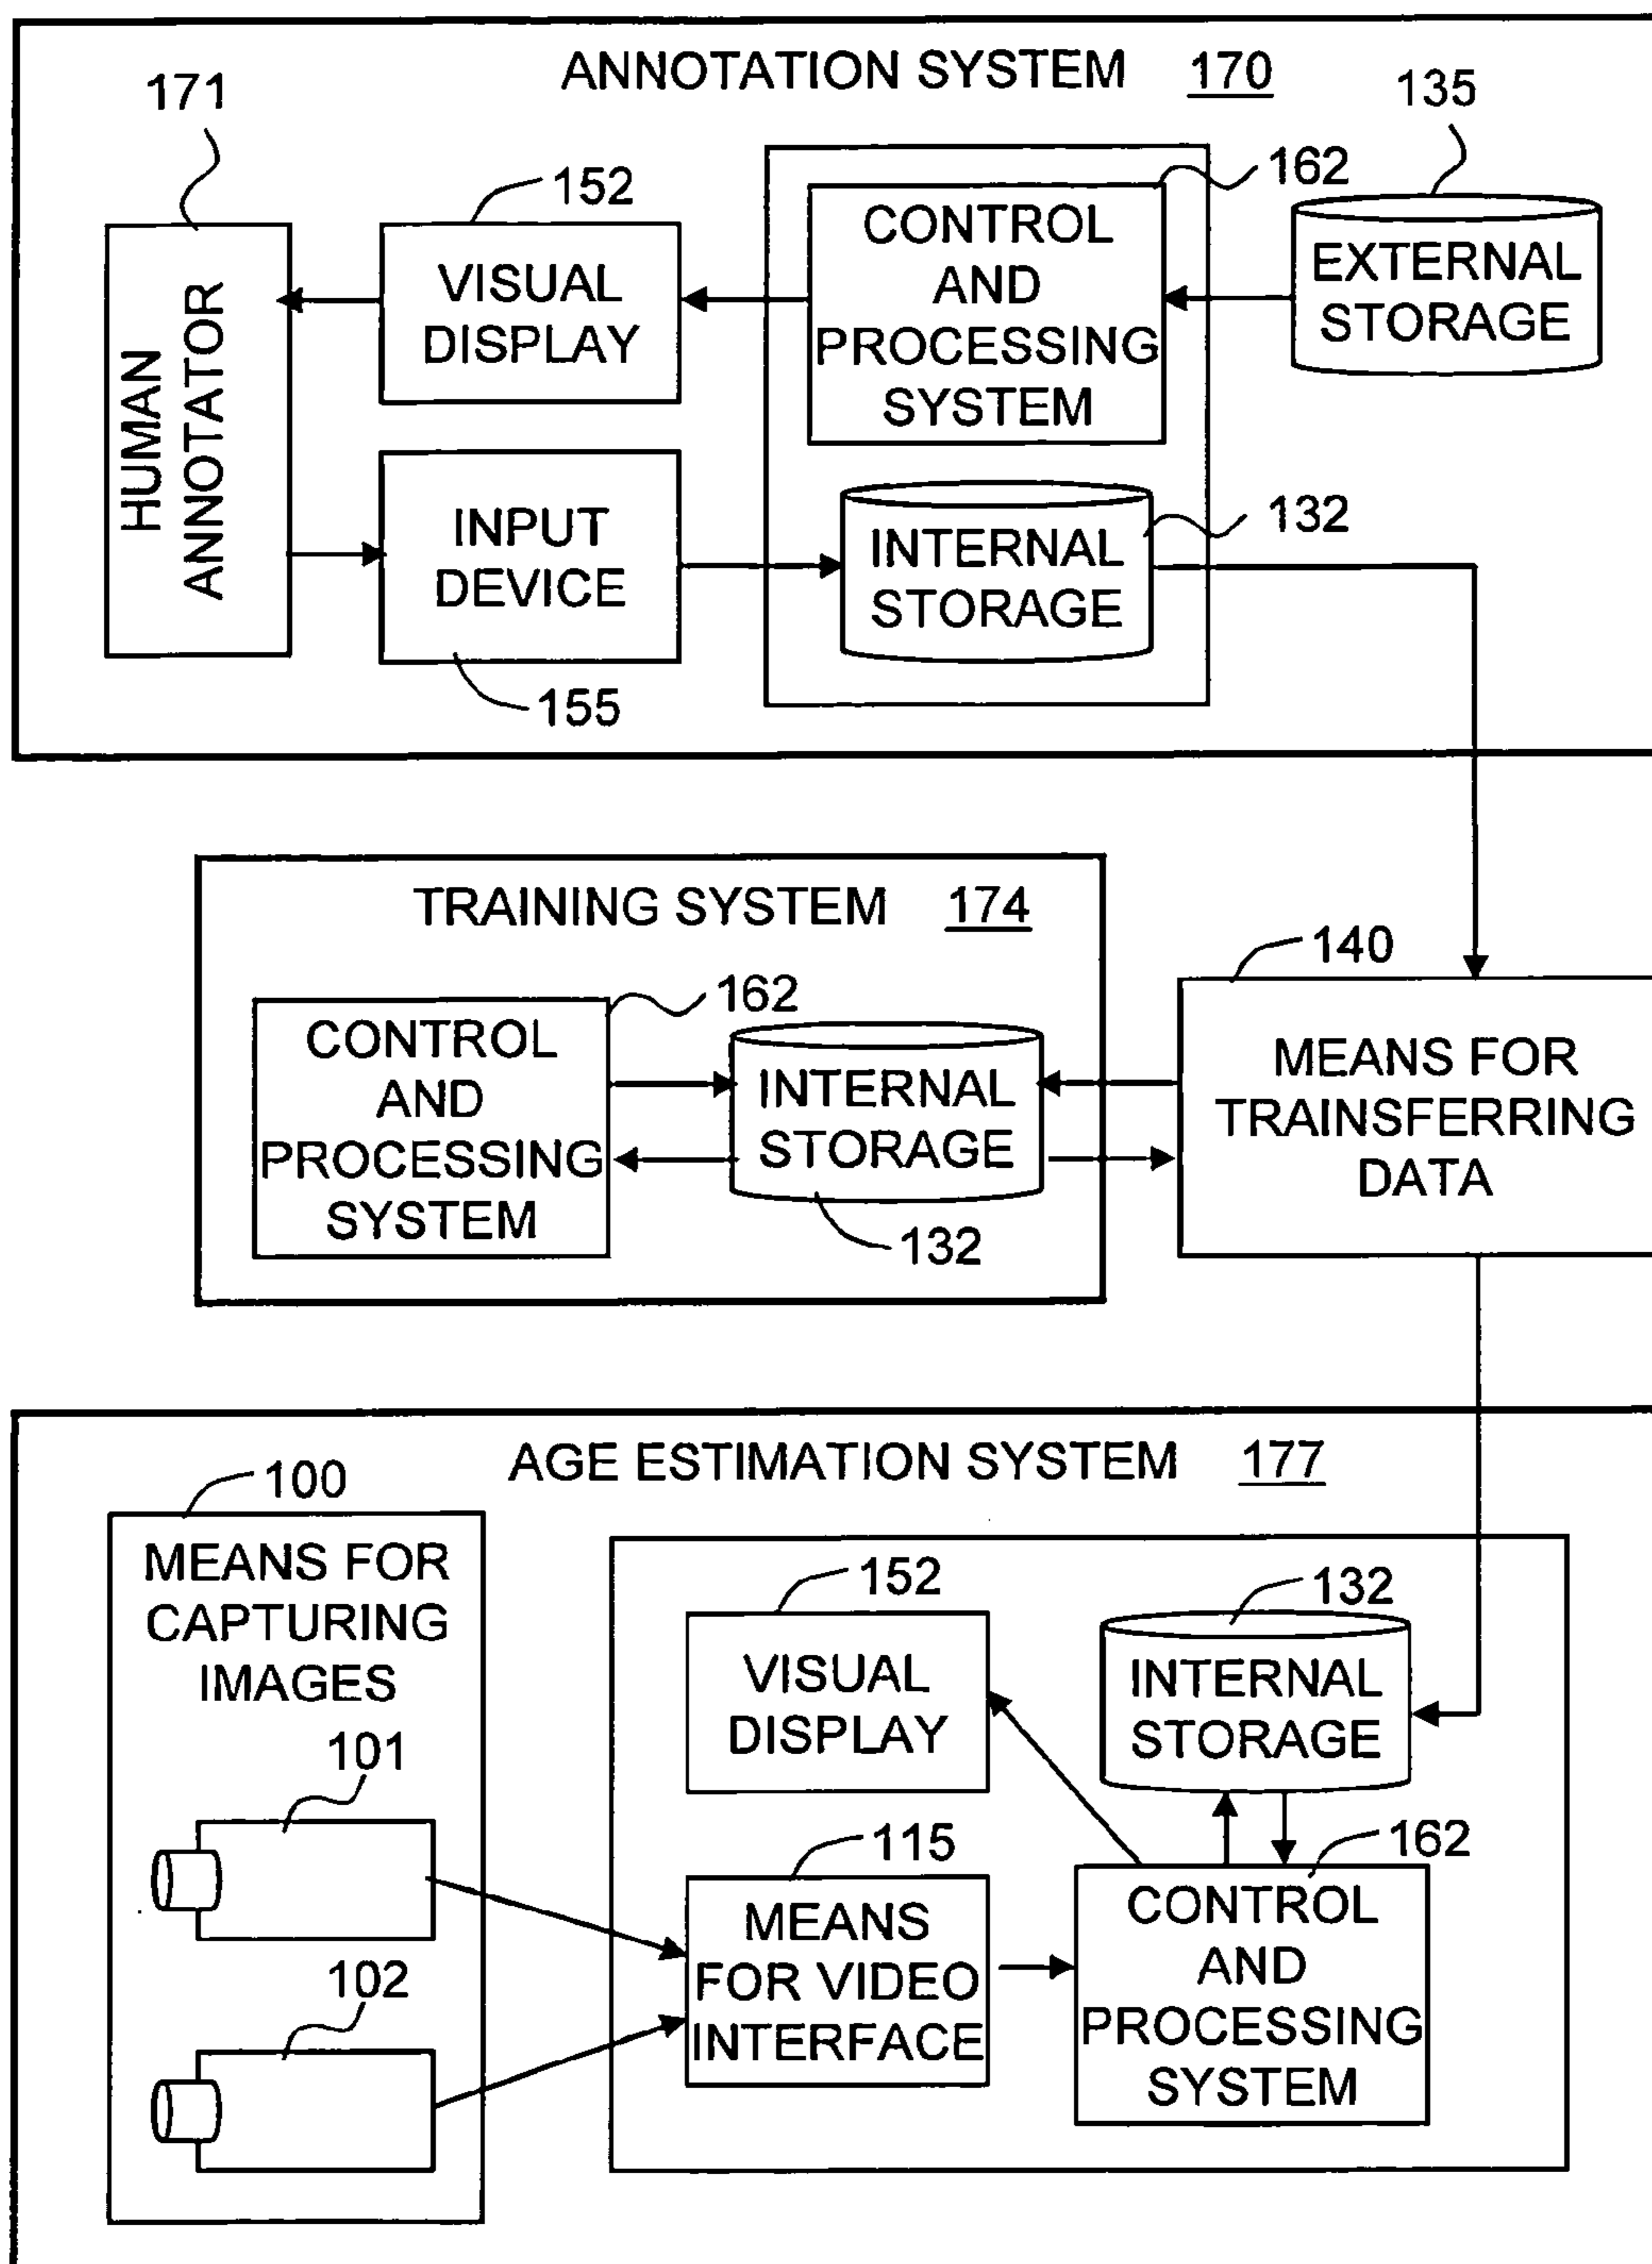 ANNOTATION SYSTEM 170
171
135
152
162
HUMAN
ANNOTATOR
VISUAL
DISPLAY
CONTROL
AND
PROCESSING
SYSTEM
EXTERNAL
STORAGE
INPUT
DEVICE
155
INTERNAL
STORAGE
132
TRAINING SYSTEM 174
162
CONTROL
AND
PROCESSING
SYSTEM
INTERNAL
STORAGE
132
140
MEANS FOR
TRAINSFERRING
DATA
AGE ESTIMATION SYSTEM 177
100
MEANS FOR
CAPTURING
IMAGES
101
102
152
VISUAL
DISPLAY
132
INTERNAL
STORAGE
115
MEANS
FOR VIDEO
INTERFACE
162
CONTROL
AND
PROCESSING
SYSTEM